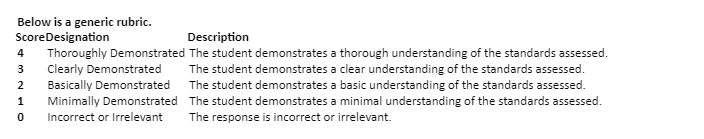 Below is a generic rubric.
Score Designation Description
4 Thoroughly Demonstrated The student demonstrates a thorough understanding of the standards assessed.
3 Clearly Demonstrated The student demonstrates a clear understanding of the standards assessed.
2 Basically Demonstrated The student demonstrates a basic understanding of the standards assessed.
1 Minimally Demonstrated The student demonstrates a minimal understanding of the standards assessed.
0 Incorrect or Irrelevant The response is incorrect or irrelevant.